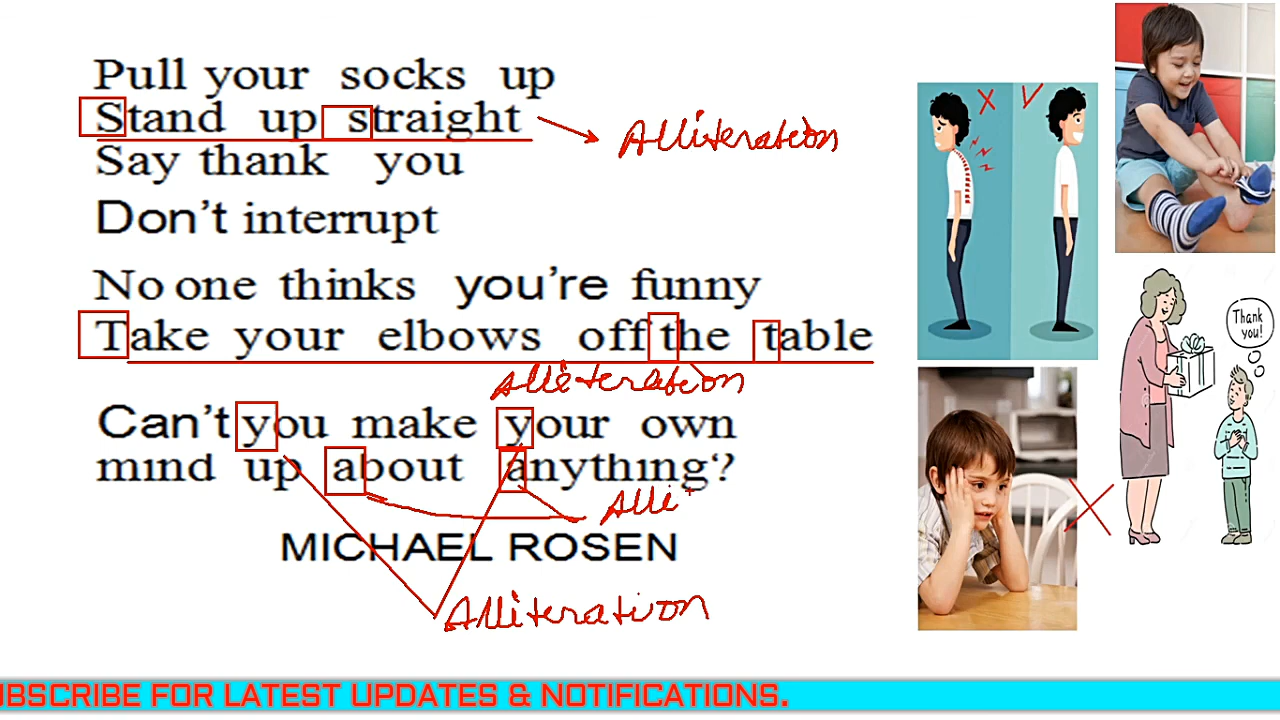 Pull your socks up
Stand up straight
Alliteration
Say thank you
Don't interrupt
No one thinks you're funny
Take your elbows off the table
Alliteration
Can't you make your own
mind up about anything‘?
Alli
MICHAEL ROSEN
Alliteration
Thank
you!
UBSCRIBE FOR LATEST UPDATES & NOTIFICATIONS.